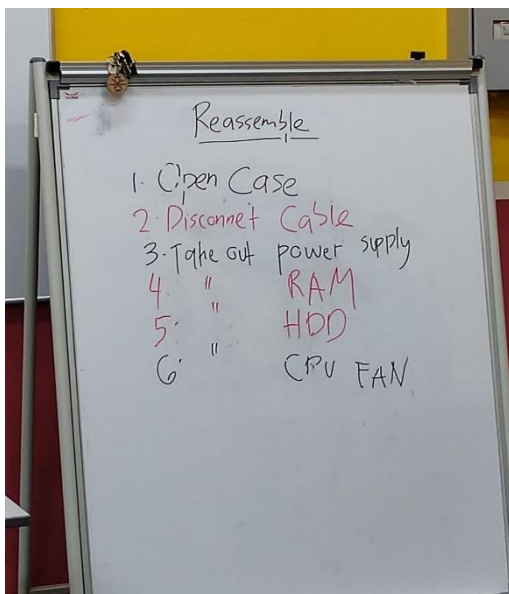 Reassemble
1. Open Case
2. Disconnet Cable
3. Take out power supply
4. " RAM
5. " HDD
6. " CPU FAN